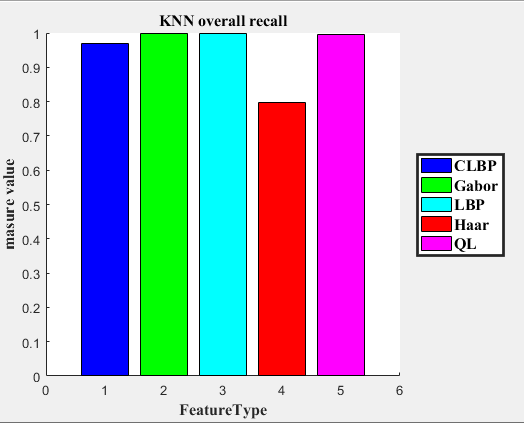 KNN overall recall
1
0.9
0.8
0.7
0.6
0.5
0.4
0.3
0.2
0.1
0
masure value
0 1 2 3 4 5 6
FeatureType
CLBP
Gabor
LBP
Haar
QL